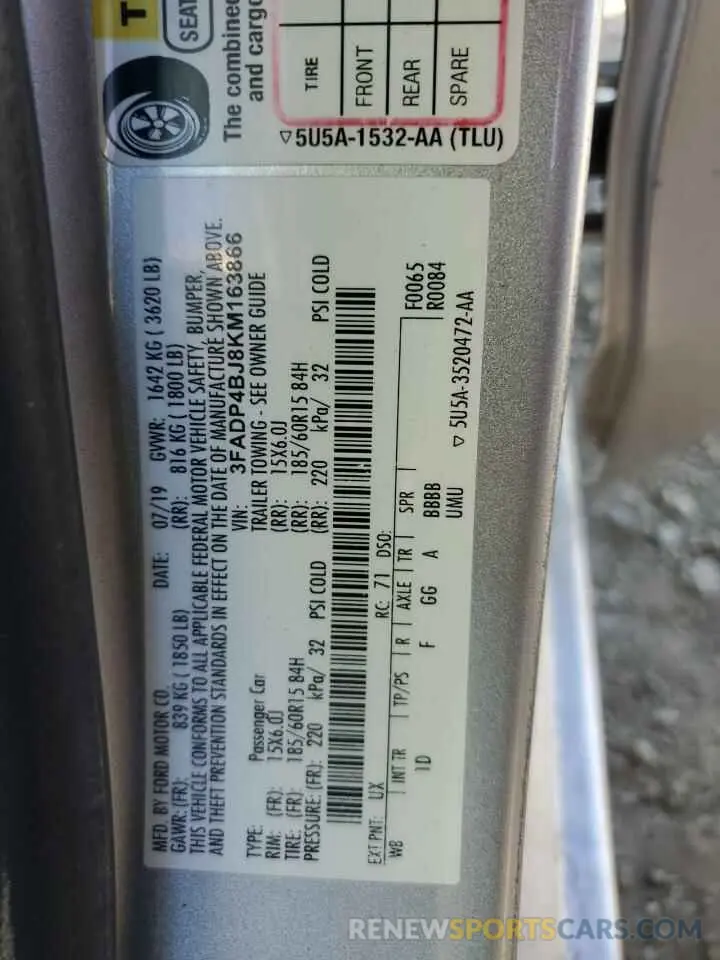 T
SEAT
The combined
and cargo
TIRE
FRONT
REAR
SPARE
▽5U5A-1532-AA (TLU)
MFD. BY FORD MOTOR CO.
DATE: 07/19 GVWR: 1642 KG ( 3620 LB)
GAWR: (FR): 839 KG ( 1850 LB) (RR): 816 KG ( 1800 LB)
THIS VEHICLE CONFORMS TO ALL APPLICABLE FEDERAL MOTOR VEHICLE SAFETY, BUMPER,
AND THEFT PREVENTION STANDARDS IN EFFECT ON THE DATE OF MANUFACTURE SHOWN ABOVE.
VIN: 3FADP4BJ8KM163866
TYPE: Passenger Car TRAILER TOWING - SEE OWNER GUIDE
RIM: (FR): 15X6.0J (RR): 15X6.0J
TIRE: (FR): 185/60R15 84H (RR): 185/60R15 84H
PRESSURE: (FR): 220 kPa/ 32 PSI COLD (RR): 220 kPa/ 32 PSI COLD
EXT PNT: UX RC: 71 DSO: F0065
WB INT TR TP/PS R AXLE TR SPR R0084
1D F GG A BBBB
UMU
▽ 5U5A-3520472-AA
RENEWSPORTSCARS.COM